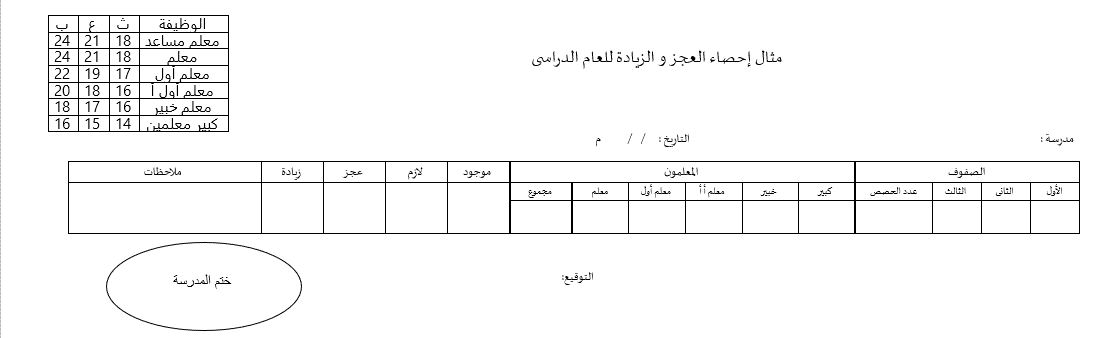 الوظيفة ث ع ب
معلم مساعد 18 21 24
معلم 18 21 24
معلم أول 17 19 22
معلم أول أ 16 18 20
معلم خبير 16 17 18
كبير معلمين 14 15 16
مثال إحصاء العجز و الزيادة للعام الدراسى
مدرسة: التاريخ: / / م
الصفوف المعلمون موجود لازم عجز زيادة ملاحظات
الأول الثانى الثالث عدد الحصص كبير خبير معلم أ أ معلم أول معلم مجموع
التوقيع:
ختم المدرسة